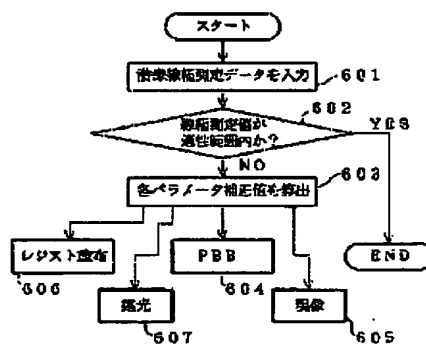 スタート
線幅測定データを入力
601
602
線幅測定値が
適性範囲内か?
YES
NO
各パラメータ補正値を算出
603
レジスト塗布
606
PBB
604
END
露光
607
現像
605